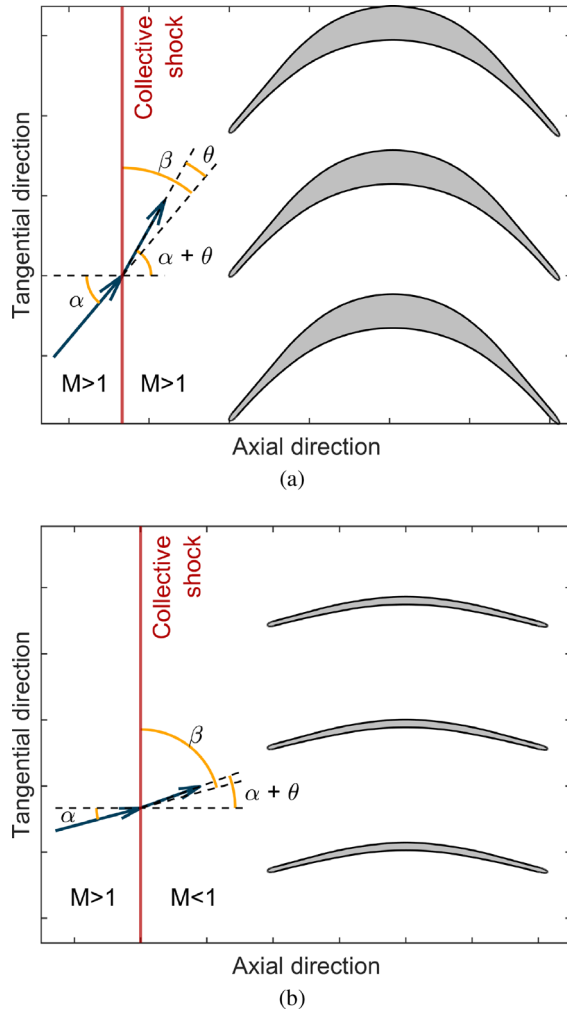 Collective
shock
β
θ
α + θ
α
M>1
M>1
Tangential direction
Axial direction
(a)
Collective
shock
β
α + θ
α
M>1
M<1
Tangential direction
Axial direction
(b)